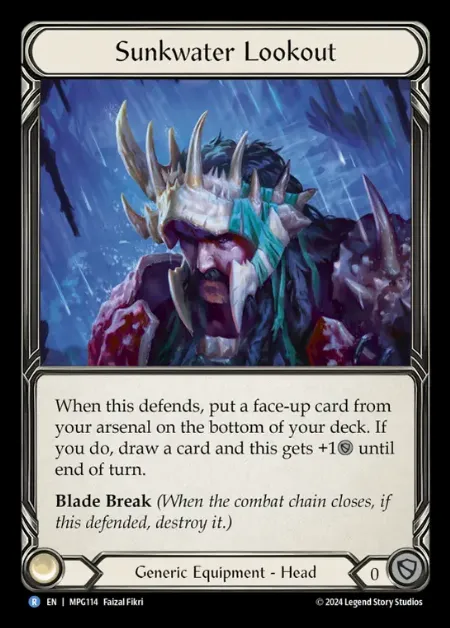 Sunkwater Lookout
When this defends, put a face-up card from
your arsenal on the bottom of your deck. If
you do, draw a card and this gets +1 until
end of turn.
Blade Break (When the combat chain closes, if
this defended, destroy it.)
Generic Equipment - Head
0
R EN | MPG114 Faizal Fikri
© 2024 Legend Story Studios